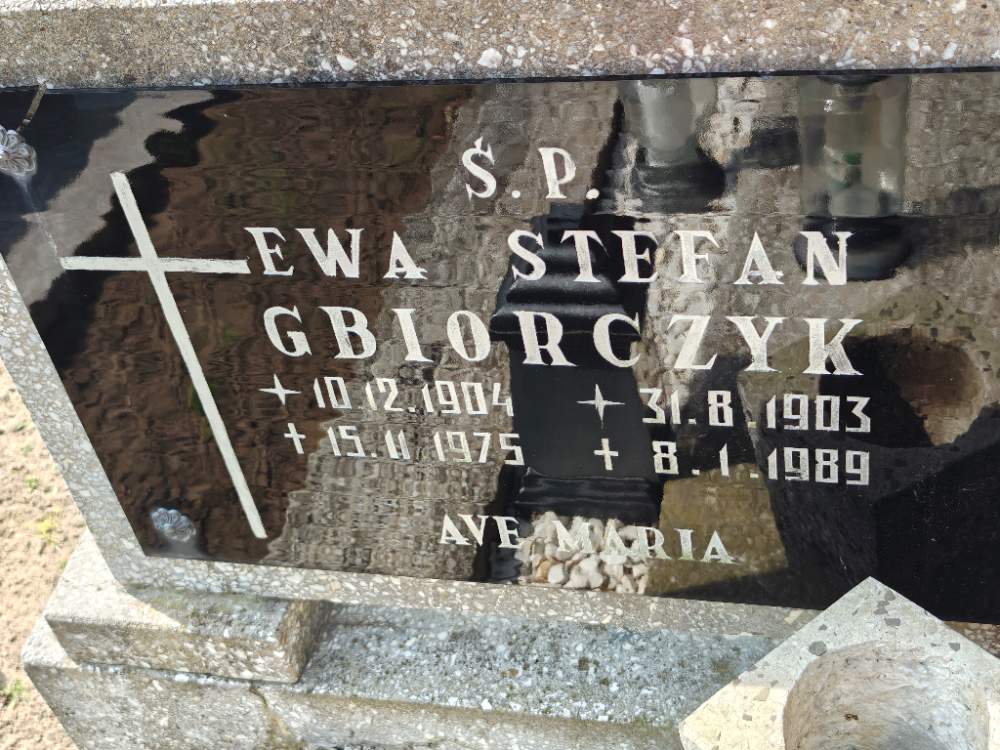 Ś. P.
EWA STEFAN
GBIORCZYK
10.12.1904 31.8.1903
15.11.1975 8.1.1989
AVE MARIA